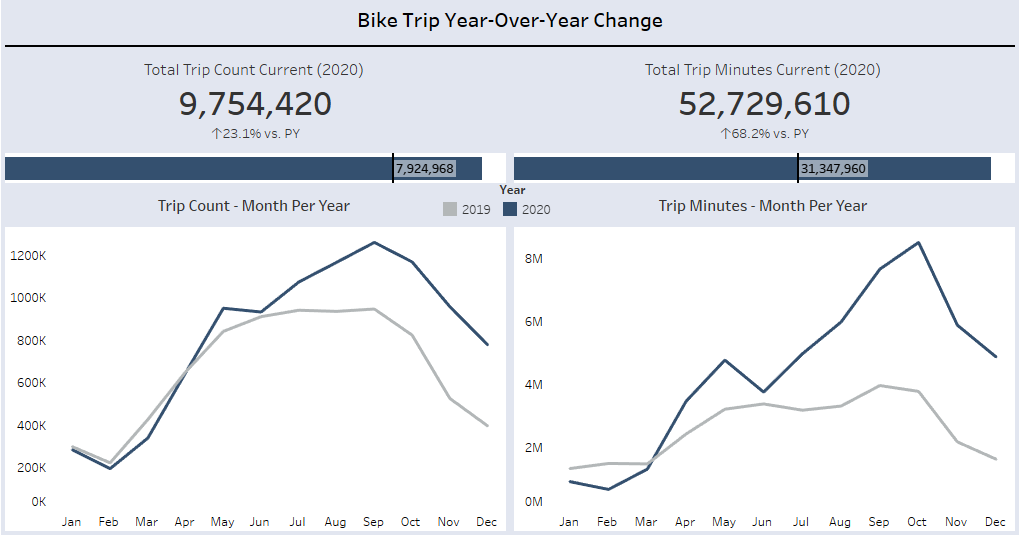 Bike Trip Year-Over-Year Change
Total Trip Count Current (2020)
9,754,420
↑23.1% vs. PY
7,924,968
Total Trip Minutes Current (2020)
52,729,610
↑68.2% vs. PY
31,347,960
Year
2019 2020
Trip Count - Month Per Year
1200K
1000K
800K
600K
400K
200K
0K
Jan Feb Mar Apr May Jun Jul Aug Sep Oct Nov Dec
Trip Minutes - Month Per Year
8M
6M
4M
2M
0M
Jan Feb Mar Apr May Jun Jul Aug Sep Oct Nov Dec